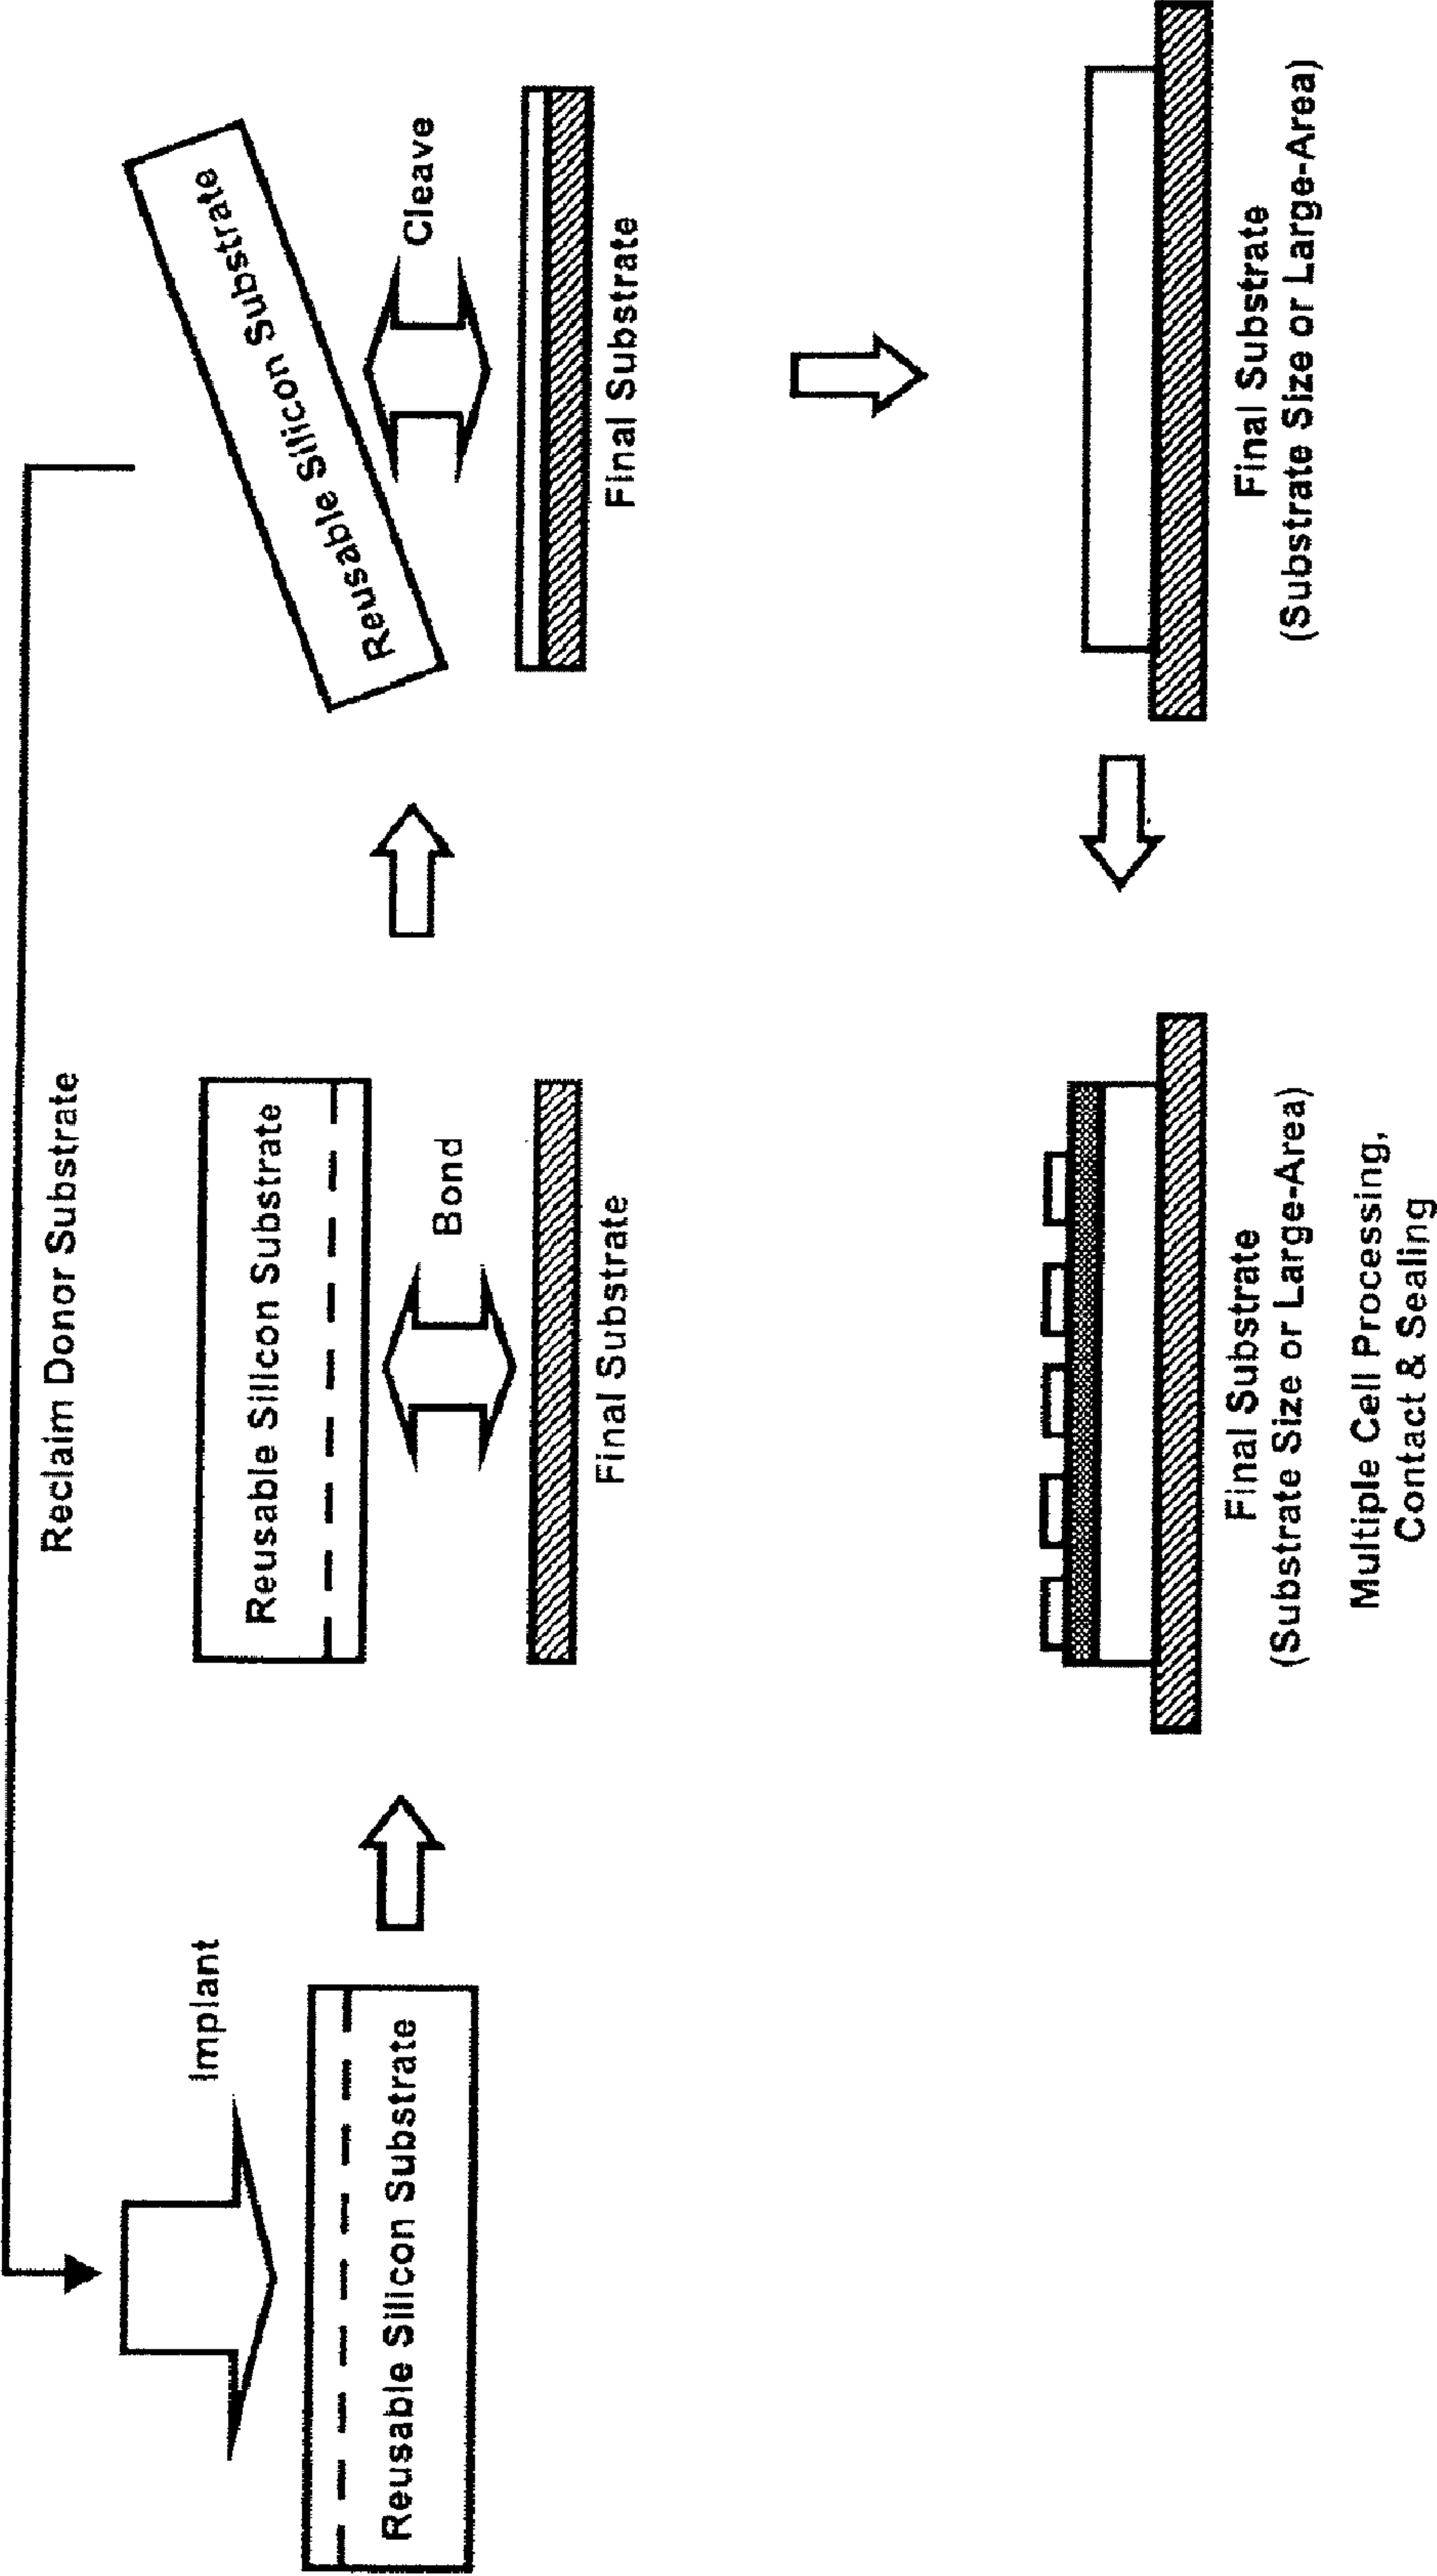 Reclaim Donor Substrate
Implant
Reusable Silicon Substrate
Reusable Silicon Substrate
Bond
Final Substrate
Reusable Silicon Substrate
Cleave
Final Substrate
Final Substrate
(Substrate Size or Large-Area)
Final Substrate
(Substrate Size or Large-Area)
Multiple Cell Processing,
Contact & Sealing